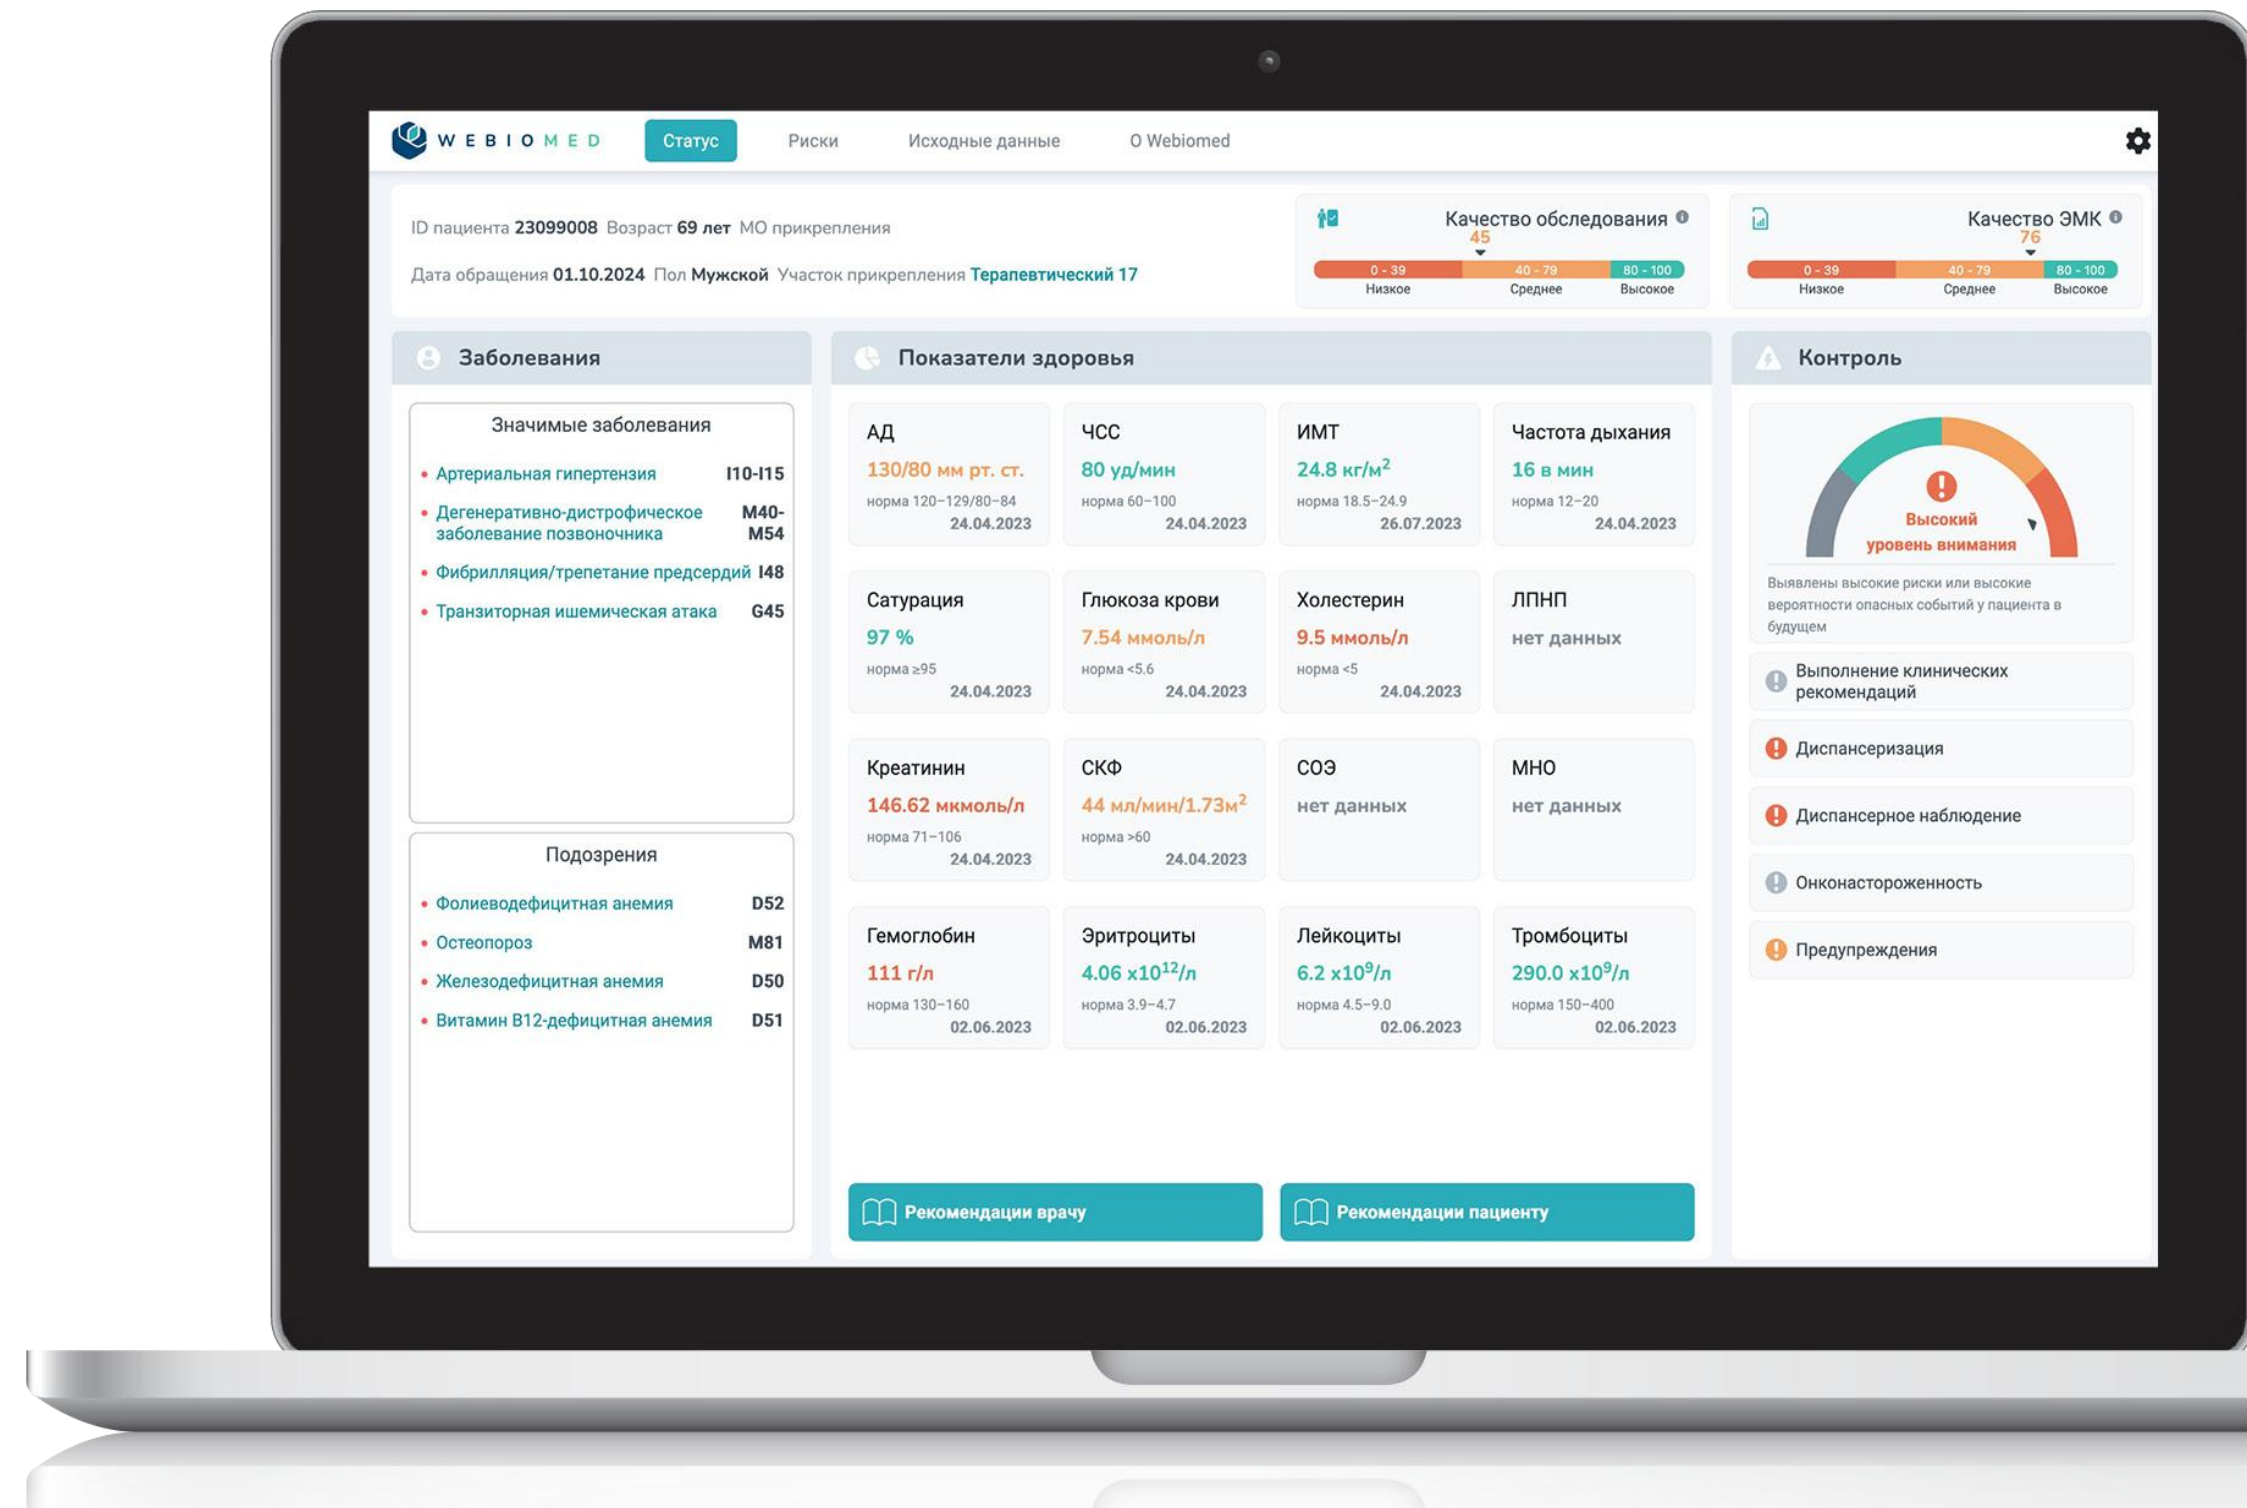 WEBIOMED
Статус
Риски
Исходные данные
О Webiomed
ID пациента 23099008 Возраст 69 лет МО прикрепления
Дата обращения 01.10.2024 Пол Мужской Участок прикрепления Терапевтический 17
Качество обследования
45
0 - 39 40 - 79 80 - 100
Низкое Среднее Высокое
Качество ЭМК
76
0 - 39 40 - 79 80 - 100
Низкое Среднее Высокое
Заболевания
Значимые заболевания
Артериальная гипертензия I10-I15
Дегенеративно-дистрофическое M40-
заболевание позвоночника M54
Фибрилляция/трепетание предсердий I48
Транзиторная ишемическая атака G45
Подозрения
Фолиеводефицитная анемия D52
Остеопороз M81
Железодефицитная анемия D50
Витамин B12-дефицитная анемия D51
Показатели здоровья
АД
130/80 мм рт. ст.
норма 120–129/80–84
24.04.2023
ЧСС
80 уд/мин
норма 60–100
24.04.2023
ИМТ
24.8 кг/м²
норма 18.5–24.9
26.07.2023
Частота дыхания
16 в мин
норма 12–20
24.04.2023
Сатурация
97 %
норма ≥95
24.04.2023
Глюкоза крови
7.54 ммоль/л
норма <5.6
24.04.2023
Холестерин
9.5 ммоль/л
норма <5
24.04.2023
ЛПНП
нет данных
Креатинин
146.62 мкмоль/л
норма 71–106
24.04.2023
СКФ
44 мл/мин/1.73м²
норма >60
24.04.2023
СОЭ
нет данных
МНО
нет данных
Гемоглобин
111 г/л
норма 130–160
02.06.2023
Эритроциты
4.06 x10¹²/л
норма 3.9–4.7
02.06.2023
Лейкоциты
6.2 x10⁹/л
норма 4.5–9.0
02.06.2023
Тромбоциты
290.0 x10⁹/л
норма 150–400
02.06.2023
Рекомендации врачу
Рекомендации пациенту
Контроль
Высокий
уровень внимания
Выявлены высокие риски или высокие
вероятности опасных событий у пациента в
будущем
Выполнение клинических
рекомендаций
Диспансеризация
Диспансерное наблюдение
Онконастороженность
Предупреждения